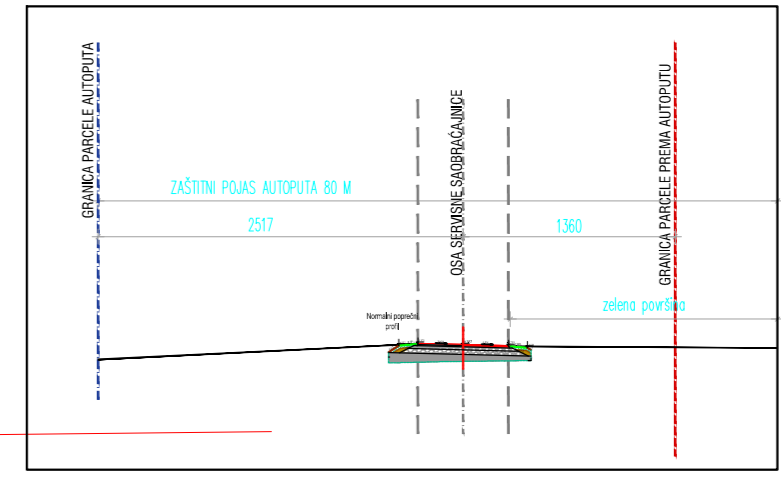 GRANICA PARCELE AUTOPUTA
OSA SERVISNE SAOBRAĆAJNICE
GRANICA PARCELE PREMA AUTOPUTU
ZAŠTITNI POJAS AUTOPUTA 80 M
2517
1360
zelena površina
Normalni poprečni
profil